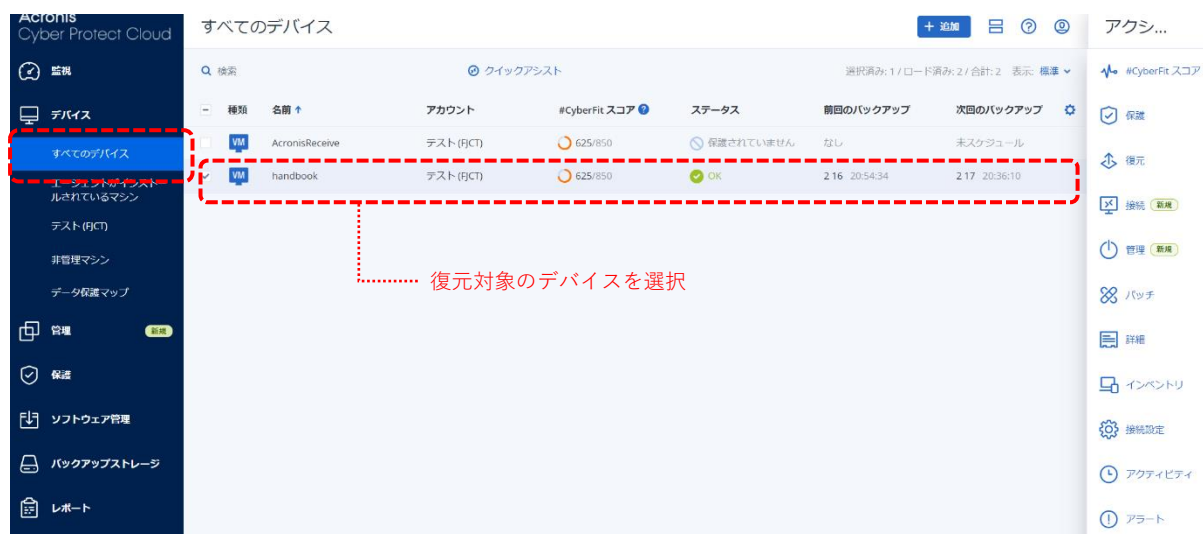 Acronis
Cyber Protect Cloud
監視
デバイス
すべてのデバイス
エージェントがインストー
ルされているマシン
テスト(FJCT)
非管理マシン
データ保護マップ
管理 新規
保護
ソフトウェア管理
バックアップストレージ
レポート
すべてのデバイス
+ 追加
検索 クイックアシスト 選択済み: 1 / ロード済み: 2 / 合計: 2 表示: 標準
種類 名前 ↑ アカウント #CyberFit スコア ステータス 前回のバックアップ 次回のバックアップ
VM AcronisReceive テスト(FJCT) 625/850 保護されていません なし 未スケジュール
VM handbook テスト(FJCT) 625/850 OK 2 16 20:54:34 2 17 20:36:10
復元対象のデバイスを選択
アクシ...
#CyberFit スコア
保護
復元
接続 新規
管理 新規
パッチ
詳細
インベントリ
接続設定
アクティビティ
アラート